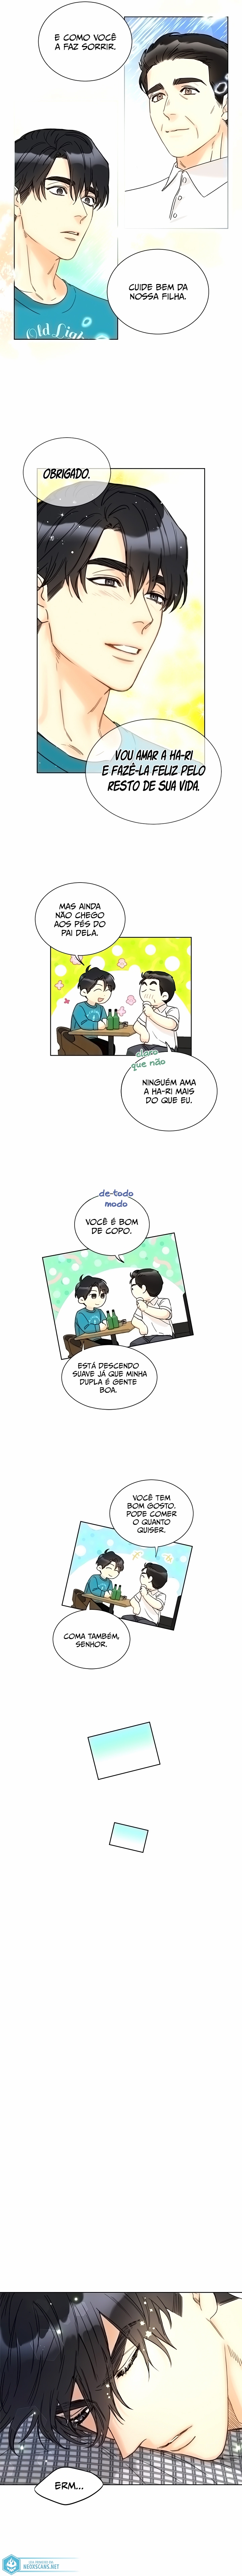 E COMO VOCÊ
A FAZ SORRIR.
CUIDE BEM DA
NOSSA FILHA.
OBRIGADO.
VOU AMAR A HA-RI
E FAZÊ-LA FELIZ PELO
RESTO DE SUA VIDA.
MAS AINDA
NÃO CHEGO
AOS PÉS DO
PAI DELA.
claro
que não
NINGUÉM AMA
A HA-RI MAIS
DO QUE EU.
de todo
modo
VOCÊ É BOM
DE COPO.
ESTÁ DESCENDO
SUAVE JÁ QUE MINHA
DUPLA É GENTE
BOA.
VOCÊ TEM
BOM GOSTO.
PODE COMER
O QUANTO
QUISER.
COMA TAMBÉM,
SENHOR.
ERM...
NEOXSCANS.NET